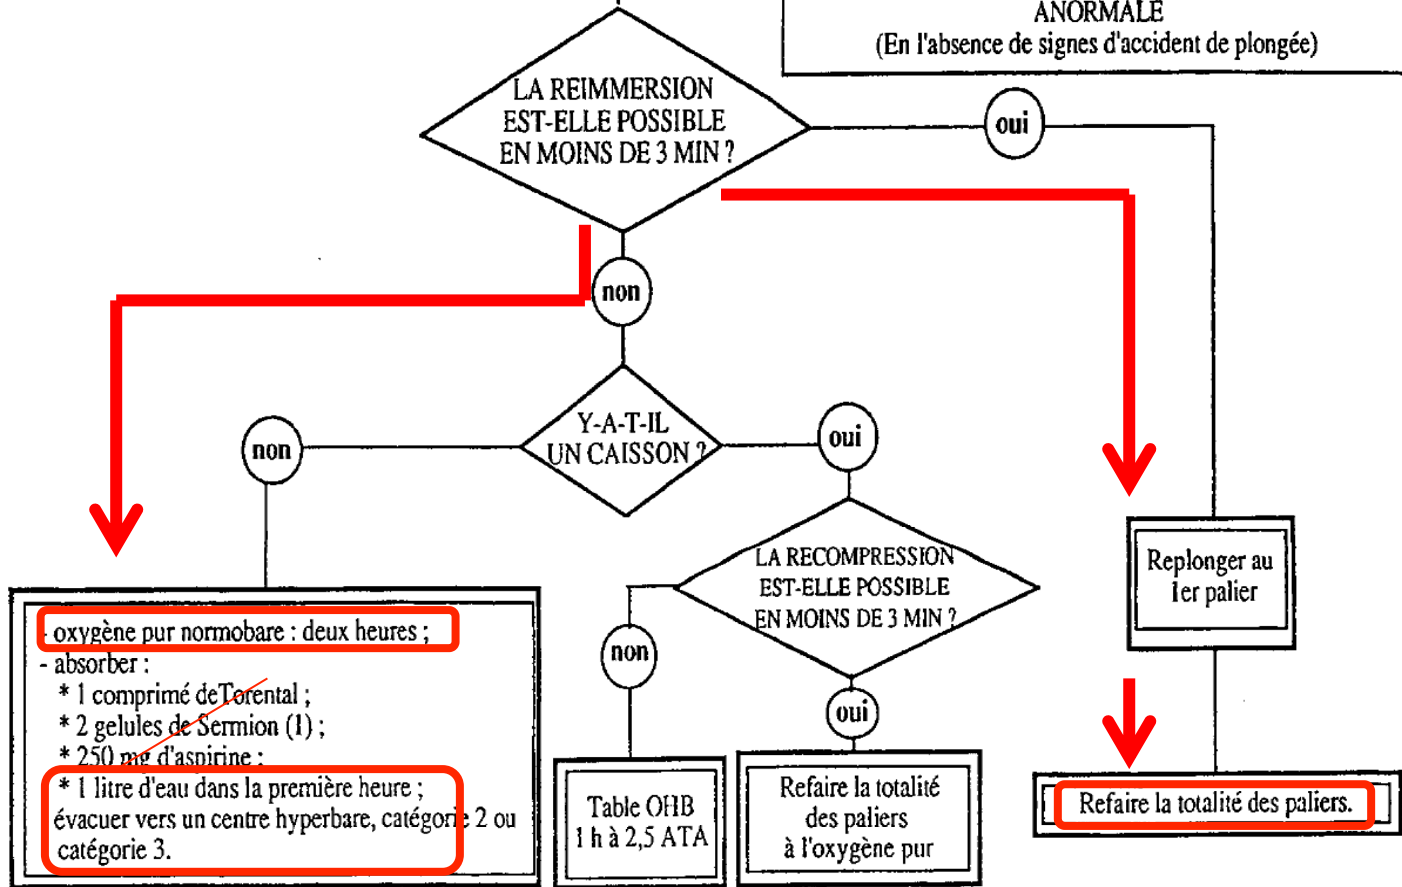 ANORMALE
(En l'absence de signes d'accident de plongée)
LA REIMMERSION
EST-ELLE POSSIBLE
EN MOINS DE 3 MIN ?
oui
non
Y-A-T-IL
UN CAISSON ?
non
oui
LA RECOMPRESSION
EST-ELLE POSSIBLE
EN MOINS DE 3 MIN ?
Replonger au
1er palier
non
oui
- oxygène pur normobare : deux heures ;
- absorber :
* 1 comprimé deTorental ;
* 2 gelules de Sermion (1) ;
* 250 mg d'aspirine ;
* 1 litre d'eau dans la première heure ;
évacuer vers un centre hyperbare, catégorie 2 ou
catégorie 3.
Table OHB
1 h à 2,5 ATA
Refaire la totalité
des paliers
à l'oxygène pur
Refaire la totalité des paliers.